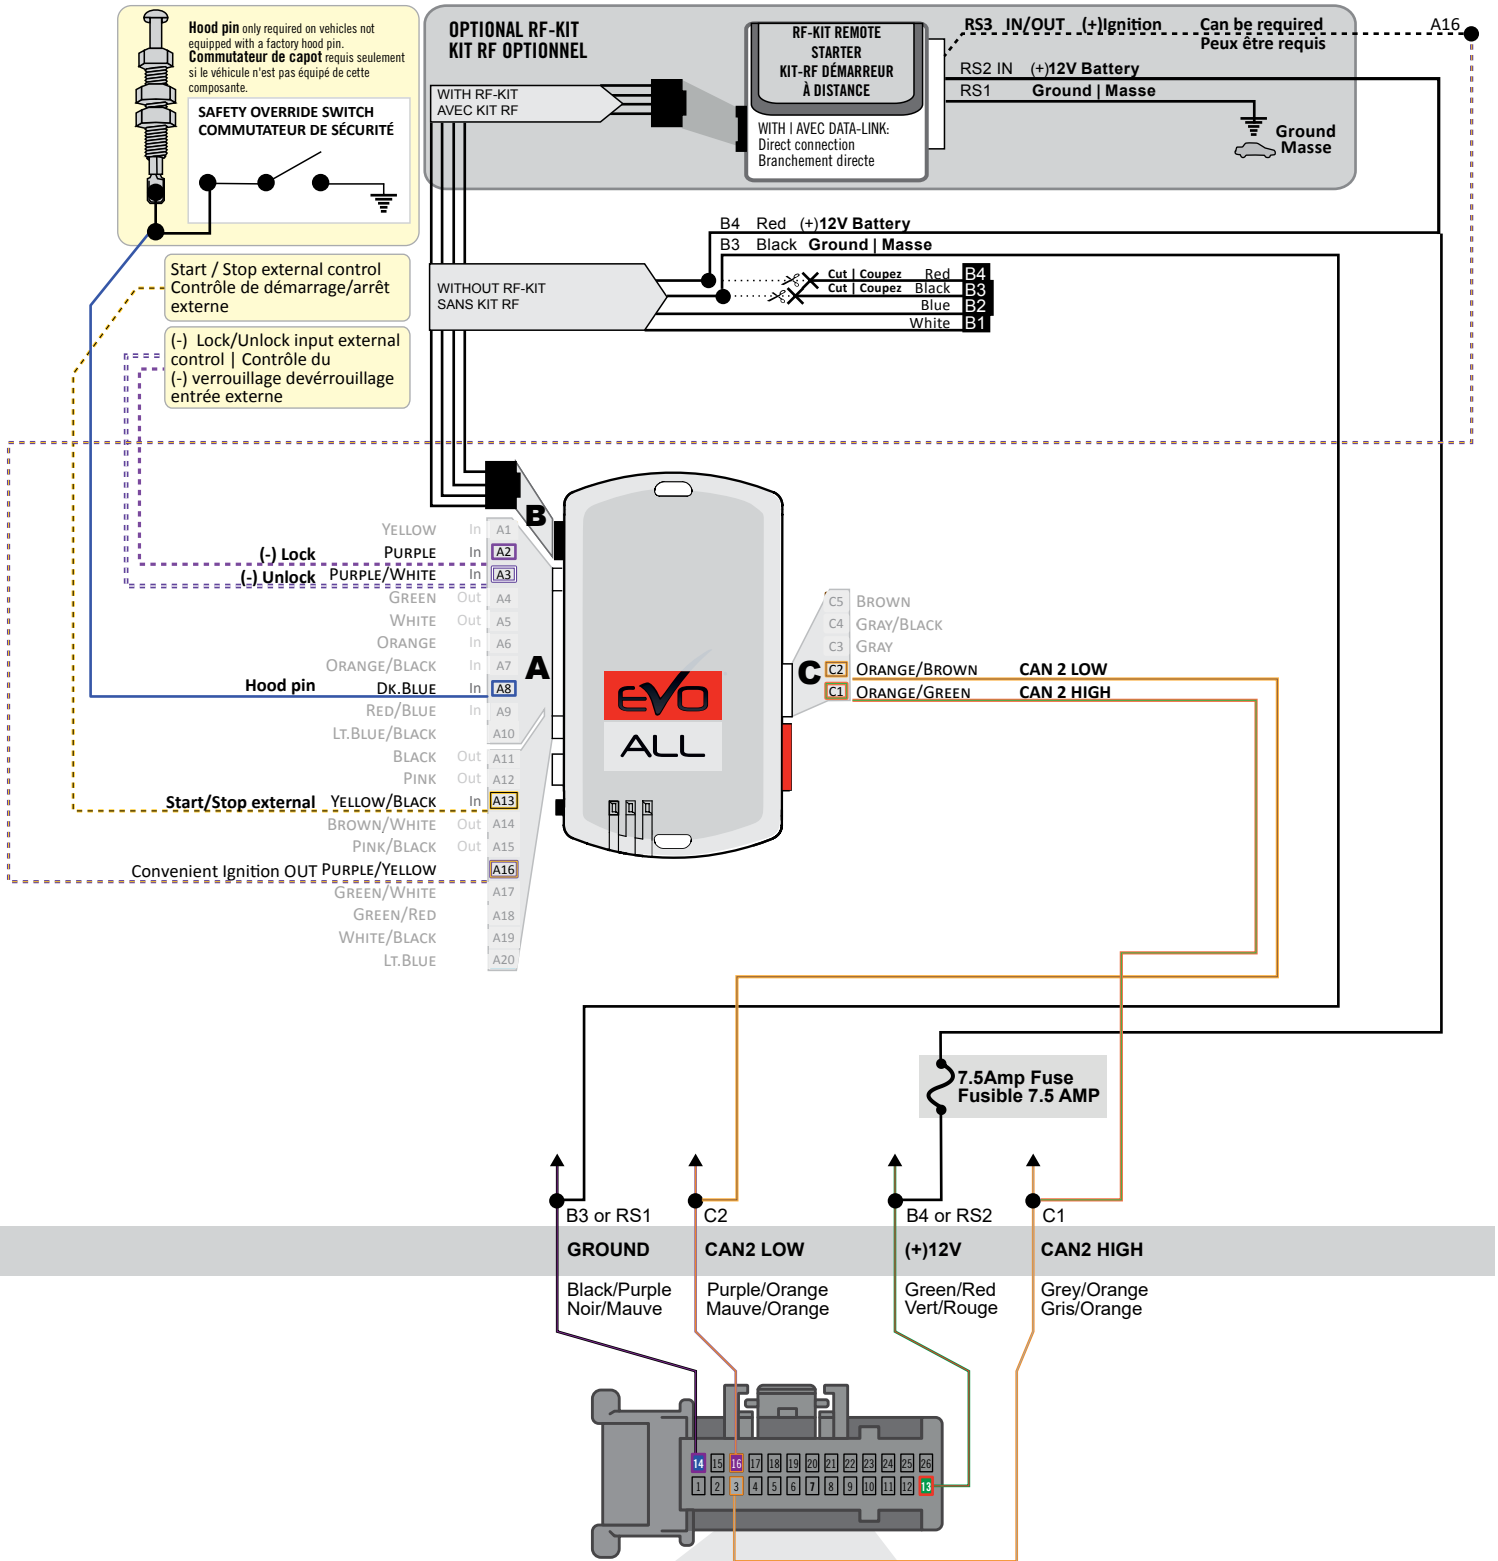 Hood pin only required on vehicles not
equipped with a factory hood pin.
Commutateur de capot requis seulement
si le véhicule n'est pas équipé de cette
composante.
SAFETY OVERRIDE SWITCH
COMMUTATEUR DE SÉCURITÉ
OPTIONAL RF-KIT
KIT RF OPTIONNEL
WITH RF-KIT
AVEC KIT RF
RF-KIT REMOTE
STARTER
KIT-RF DÉMARREUR
À DISTANCE
WITH I AVEC DATA-LINK:
Direct connection
Branchement directe
RS3 IN/OUT (+)Ignition Can be required A16
Peux être requis
RS2 IN (+)12V Battery
RS1 Ground | Masse
Ground
Masse
B4 Red (+)12V Battery
B3 Black Ground | Masse
WITHOUT RF-KIT
SANS KIT RF
Cut | Coupez Red B4
Cut | Coupez Black B3
Blue B2
White B1
Start / Stop external control
Contrôle de démarrage/arrêt
externe
(-) Lock/Unlock input external
control | Contrôle du
(-) verrouillage devérrouillage
entrée externe
B
YELLOW In A1
(-) Lock PURPLE In A2
(-) Unlock PURPLE/WHITE In A3
GREEN Out A4
WHITE Out A5
ORANGE In A6
ORANGE/BLACK In A7
Hood pin DK.BLUE In A8
RED/BLUE In A9
LT.BLUE/BLACK A10
BLACK Out A11
PINK Out A12
Start/Stop external YELLOW/BLACK In A13
BROWN/WHITE Out A14
PINK/BLACK Out A15
Convenient Ignition OUT PURPLE/YELLOW A16
GREEN/WHITE A17
GREEN/RED A18
WHITE/BLACK A19
LT.BLUE A20
A
EVO
ALL
C
C5 BROWN
C4 GRAY/BLACK
C3 GRAY
C2 ORANGE/BROWN CAN 2 LOW
C1 ORANGE/GREEN CAN 2 HIGH
7.5Amp Fuse
Fusible 7.5 AMP
B3 or RS1 C2 B4 or RS2 C1
GROUND CAN2 LOW (+)12V CAN2 HIGH
Black/Purple Purple/Orange Green/Red Grey/Orange
Noir/Mauve Mauve/Orange Vert/Rouge Gris/Orange
14 15 16 17 18 19 20 21 22 23 24 25 26
1 2 3 4 5 6 7 8 9 10 11 12 13